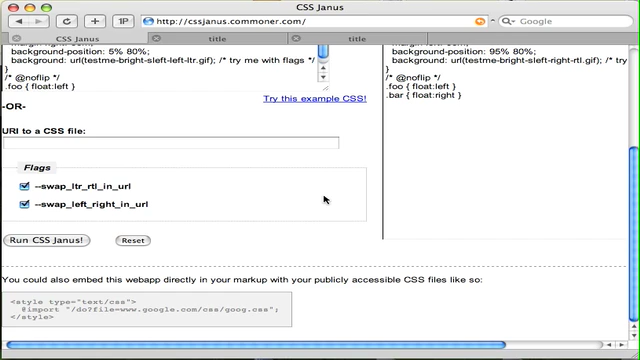 CSS Janus
http://cssjanus.commoner.com/
Google
CSS Janus
title
title
background-position: 5% 80%;
background: url(testme-bright-sleft-left-ltr.gif); /* try me with flags */
}
/* @noflip */
.foo { float:left }
background-position: 95% 80%;
background: url(testme-bright-sleft-right-rtl.gif);
}
/* @noflip */
.foo { float:left }
.bar { float:right }
Try this example CSS!
-OR-
URI to a CSS file:
Flags
--swap_ltr_rtl_in_url
--swap_left_right_in_url
Run CSS Janus!
Reset
You could also embed this webapp directly in your markup with your publicly accessible CSS files like so:
<style type="text/css">
@import "/do?file=www.google.com/css/goog.css";
</style>